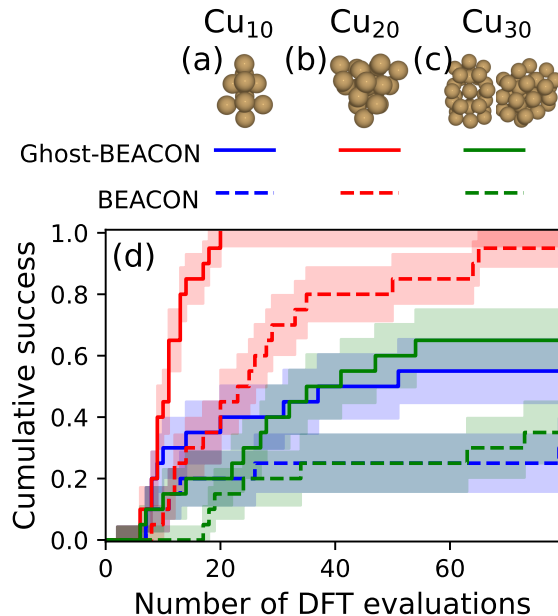 Cu₁₀ Cu₂₀ Cu₃₀
(a) (b) (c)
Ghost-BEACON
BEACON
(d)
1.0
0.8
0.6
0.4
0.2
0.0
Cumulative success
0 20 40 60
Number of DFT evaluations